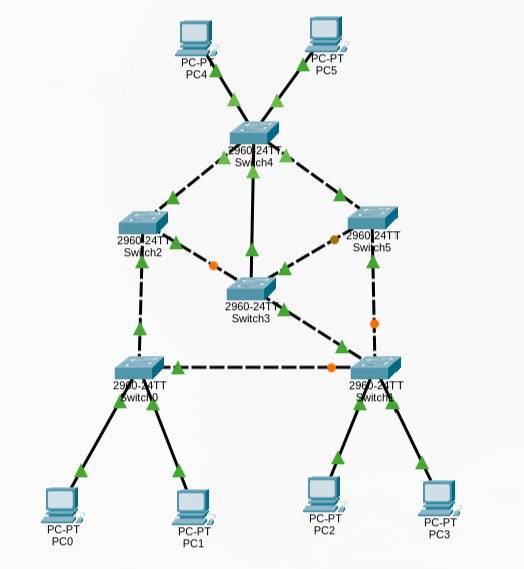 PC-PT
PC4
PC-PT
PC5
2960-24TT
Switch4
2960-24TT
Switch2
2960-24TT
Switch5
2960-24TT
Switch3
2960-24TT
Switch0
2960-24TT
Switch1
PC-PT
PC0
PC-PT
PC1
PC-PT
PC2
PC-PT
PC3